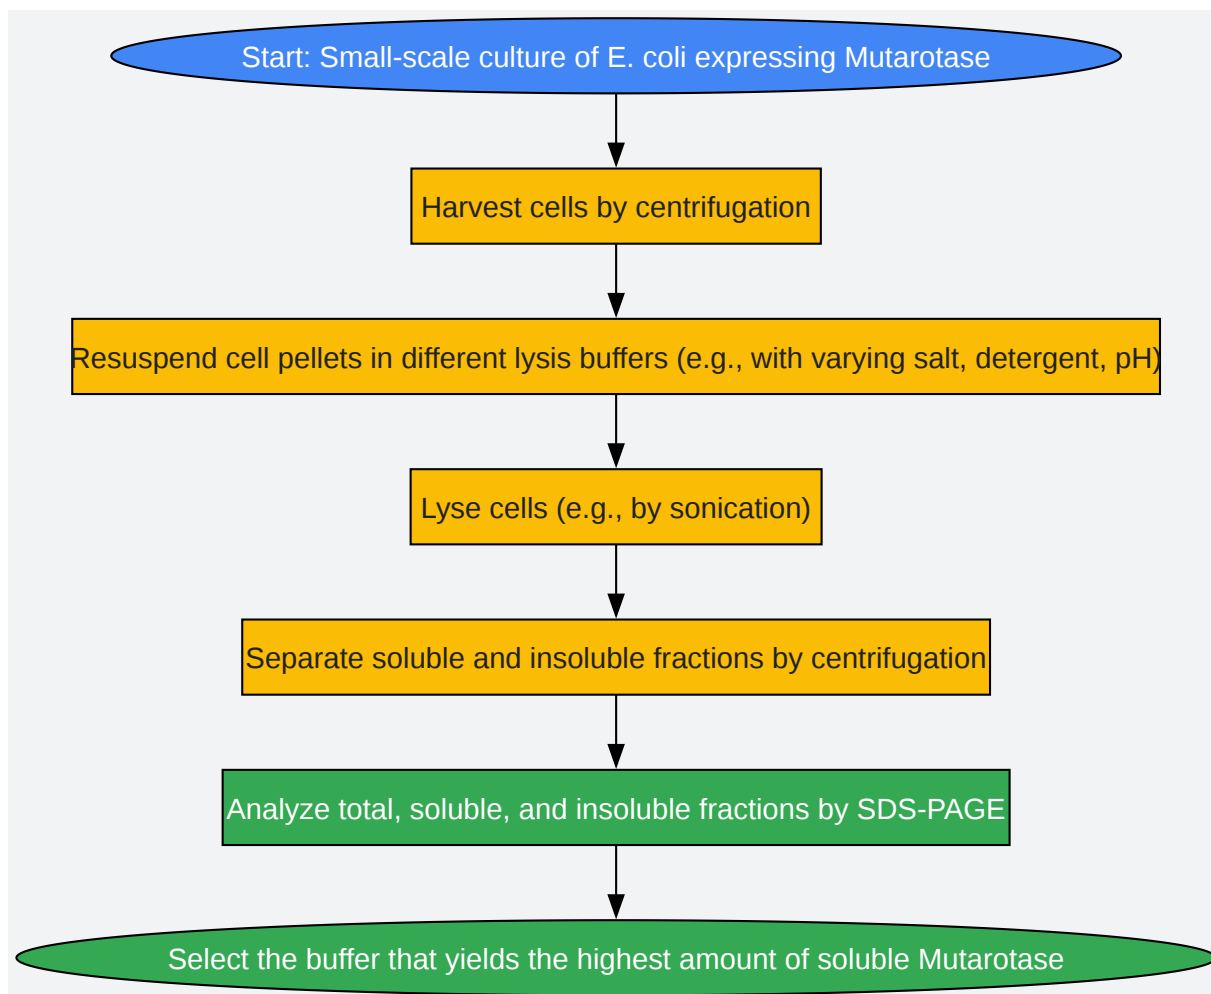 Start: Small-scale culture of E. coli expressing Mutarotase
Harvest cells by centrifugation
Resuspend cell pellets in different lysis buffers (e.g., with varying salt, detergent, pH)
Lyse cells (e.g., by sonication)
Separate soluble and insoluble fractions by centrifugation
Analyze total, soluble, and insoluble fractions by SDS-PAGE
Select the buffer that yields the highest amount of soluble Mutarotase